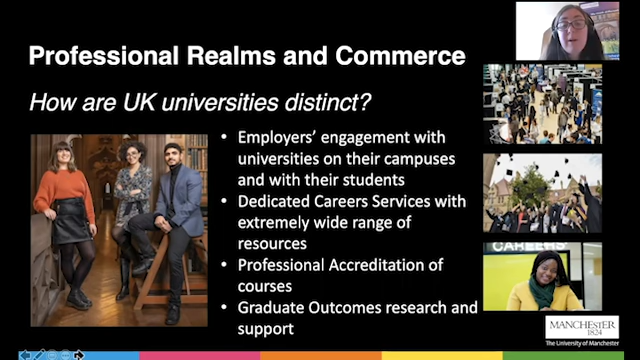 Professional Realms and Commerce
How are UK universities distinct?
• Employers' engagement with
universities on their campuses
and with their students
• Dedicated Careers Services with
extremely wide range of
resources
• Professional Accreditation of
courses
• Graduate Outcomes research and
support
CAREERS
MANCHESTER
1824
The University of Manchester